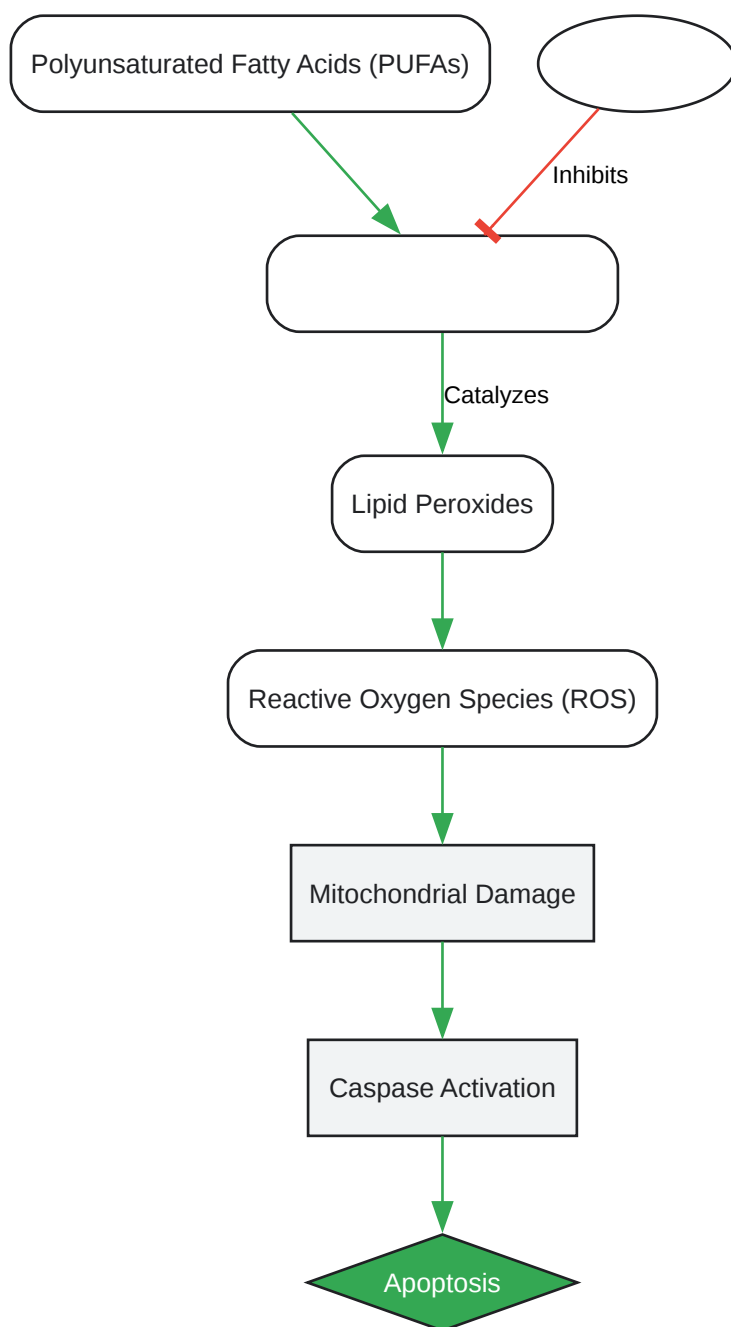 Polyunsaturated Fatty Acids (PUFAs)
Inhibits
Catalyzes
Lipid Peroxides
Reactive Oxygen Species (ROS)
Mitochondrial Damage
Caspase Activation
Apoptosis